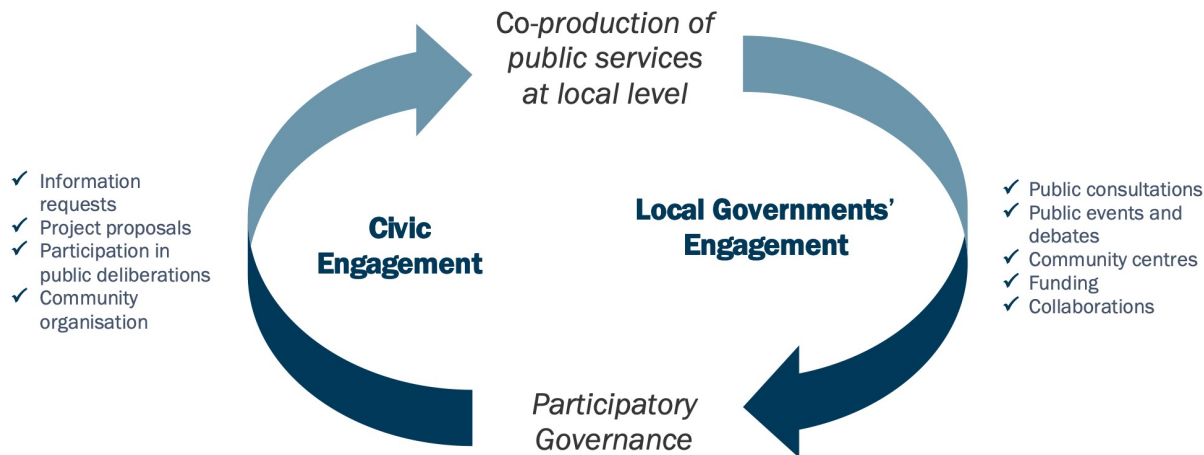 Co-production of
public services
at local level
Information
requests
Project proposals
Participation in
public deliberations
Community
organisation
Civic
Engagement
Local Governments’
Engagement
Public consultations
Public events and
debates
Community centres
Funding
Collaborations
Participatory
Governance